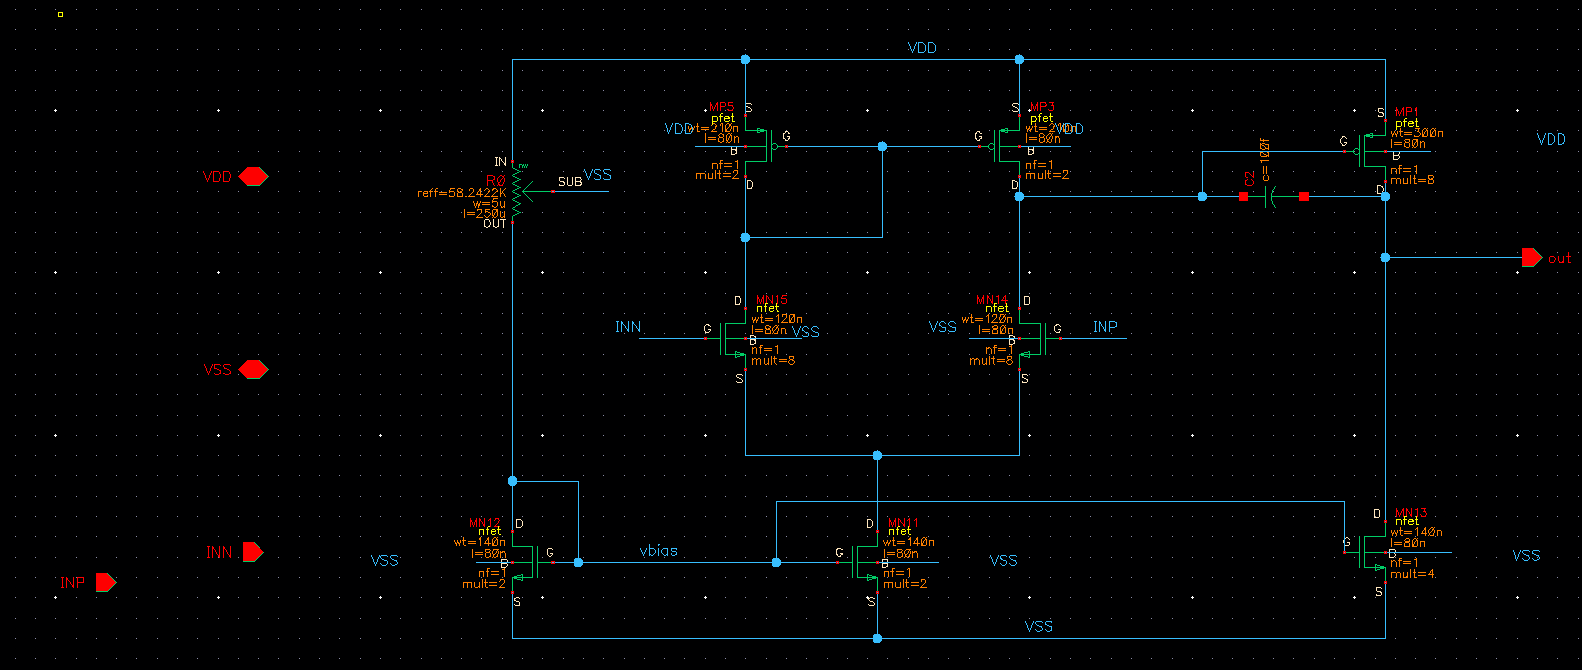 VDD
MP5
S
pfet
VDD
wt=210n
l=80n
G
B
nf=1
mult=2
D
MP3
S
pfet
wt=210n
VDD
l=80n
G
B
nf=1
mult=2
D
MP1
S
pfet
wt=300n
l=80n
VDD
G
B
nf=1
mult=8
D
C2
c=100f
IN
nw
R0
SUB
VSS
reff=58.2422K
w=5u
l=250u
OUT
VDD
out
MN15
D
nfet
wt=120n
l=80n
INN
G
VSS
B
nf=1
mult=8
S
MN14
D
nfet
wt=120n
l=80n
VSS
G
INP
B
nf=1
mult=8
S
VSS
MN12
D
nfet
wt=140n
l=80n
VSS
G
B
nf=1
mult=2
S
vbias
MN11
D
nfet
wt=140n
l=80n
G
B
VSS
nf=1
mult=2
S
MN13
D
nfet
wt=140n
l=80n
G
B
VSS
nf=1
mult=4
S
INN
INP
VSS